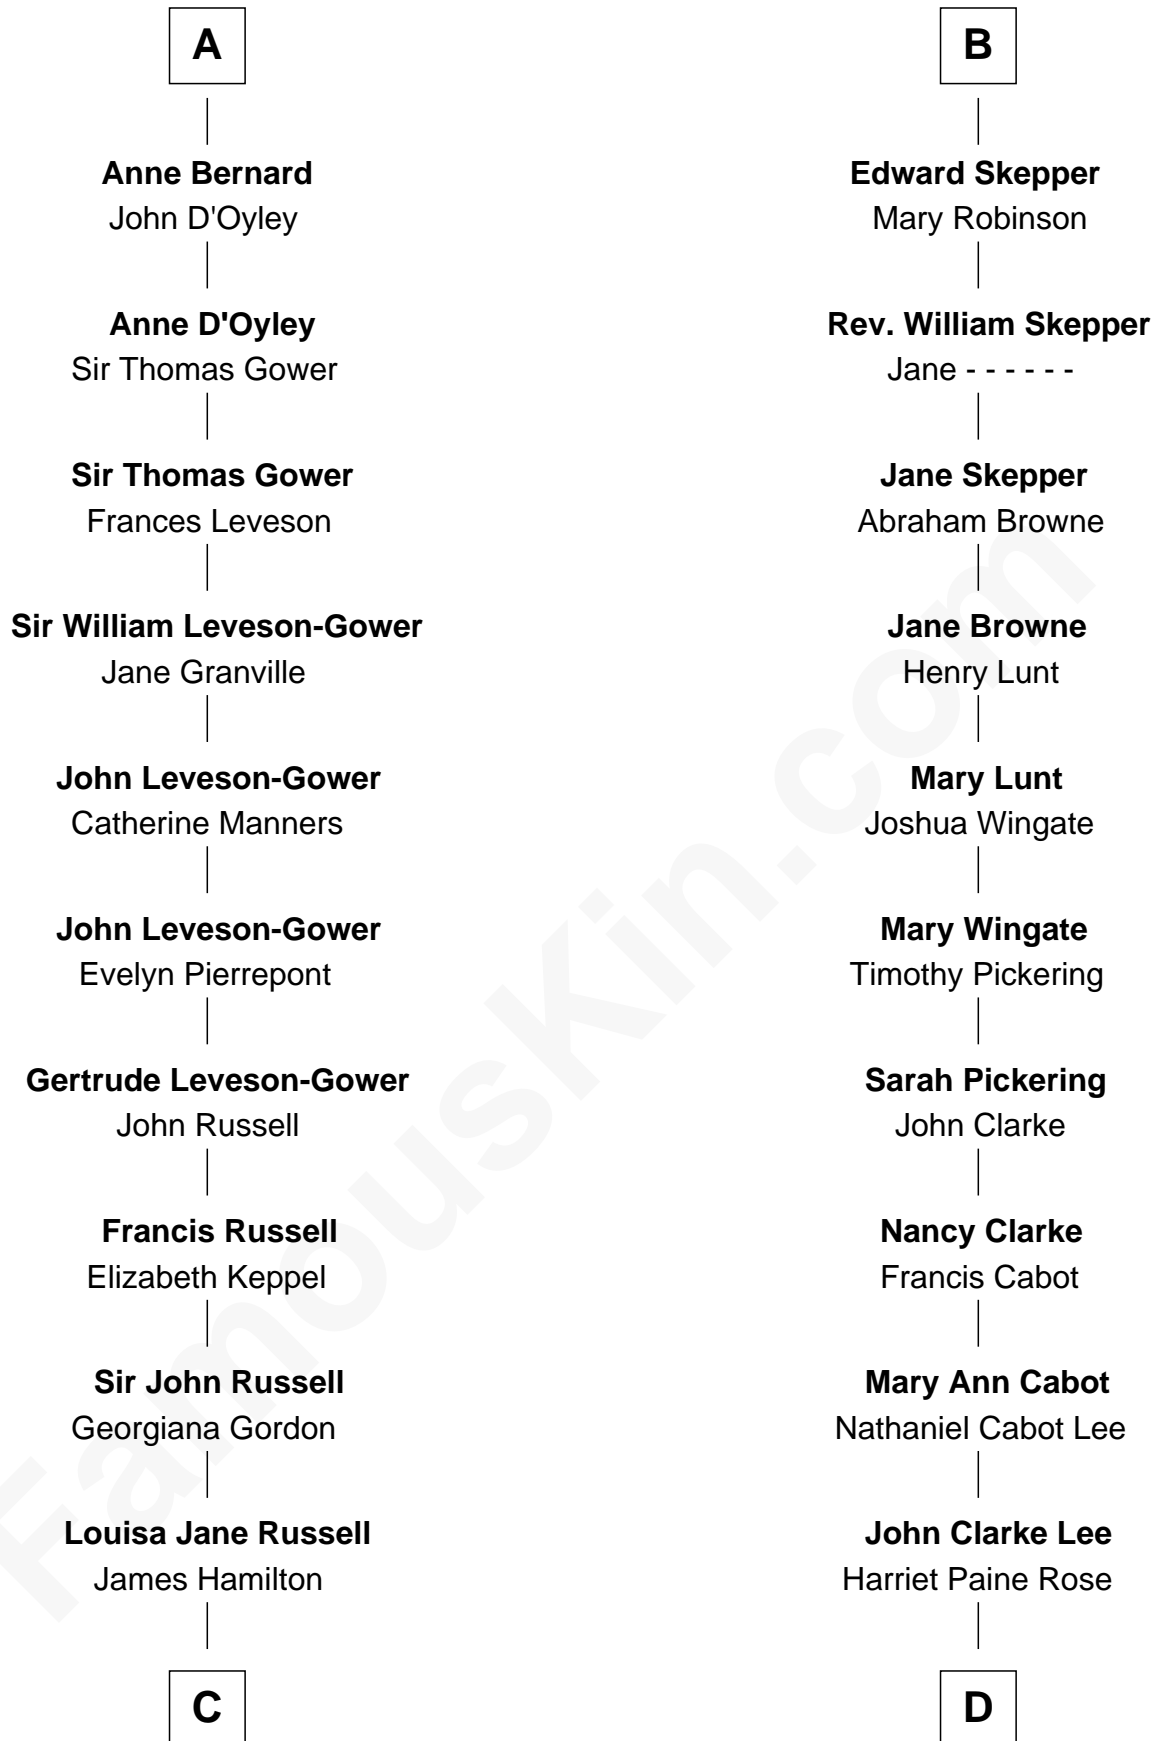 A
Anne Bernard
John D'Oyley
Anne D'Oyley
Sir Thomas Gower
Sir Thomas Gower
Frances Leveson
Sir William Leveson-Gower
Jane Granville
John Leveson-Gower
Catherine Manners
John Leveson-Gower
Evelyn Pierrepont
Gertrude Leveson-Gower
John Russell
Francis Russell
Elizabeth Keppel
Sir John Russell
Georgiana Gordon
Louisa Jane Russell
James Hamilton
C
B
Edward Skepper
Mary Robinson
Rev. William Skepper
Jane - - - - - -
Jane Skepper
Abraham Browne
Jane Browne
Henry Lunt
Mary Lunt
Joshua Wingate
Mary Wingate
Timothy Pickering
Sarah Pickering
John Clarke
Nancy Clarke
Francis Cabot
Mary Ann Cabot
Nathaniel Cabot Lee
John Clarke Lee
Harriet Paine Rose
D
FamousKin.com